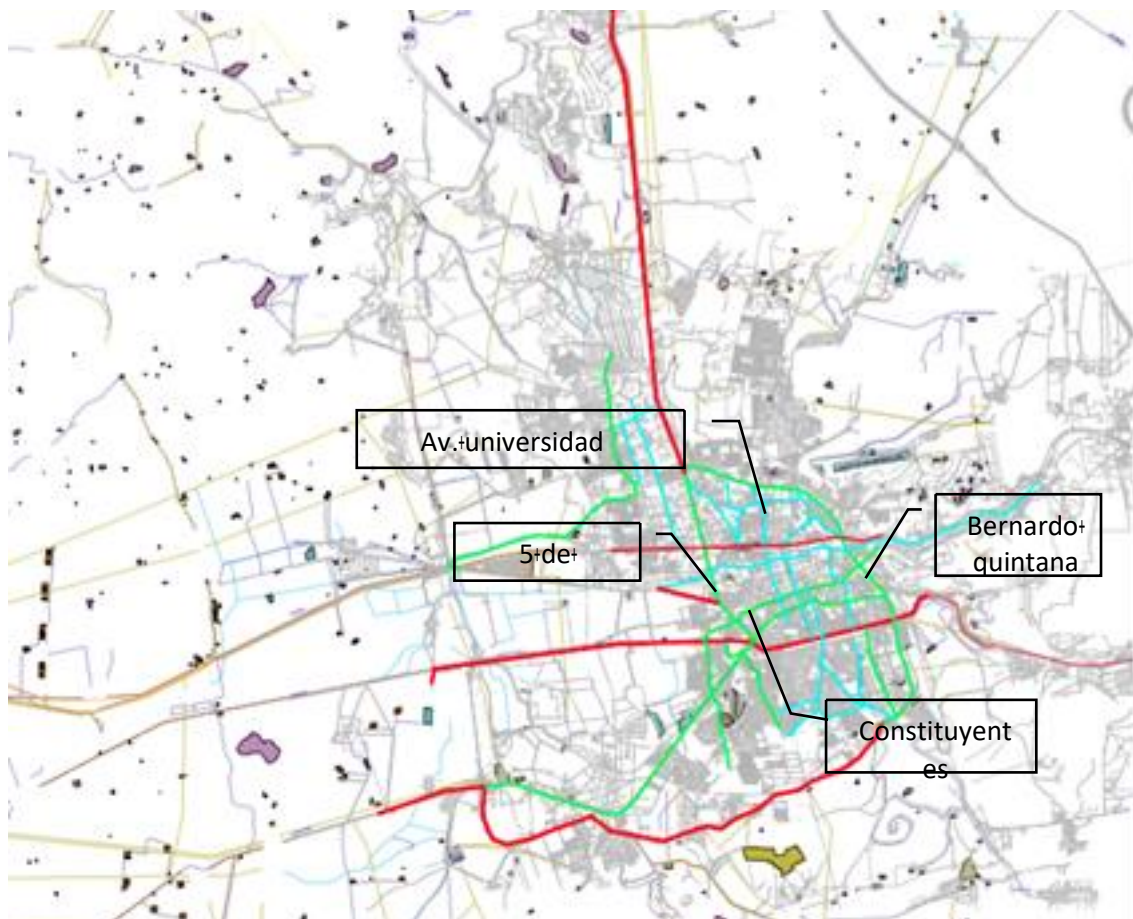 Av. universidad
5 de
Bernardo
quintana
Constituyent
es